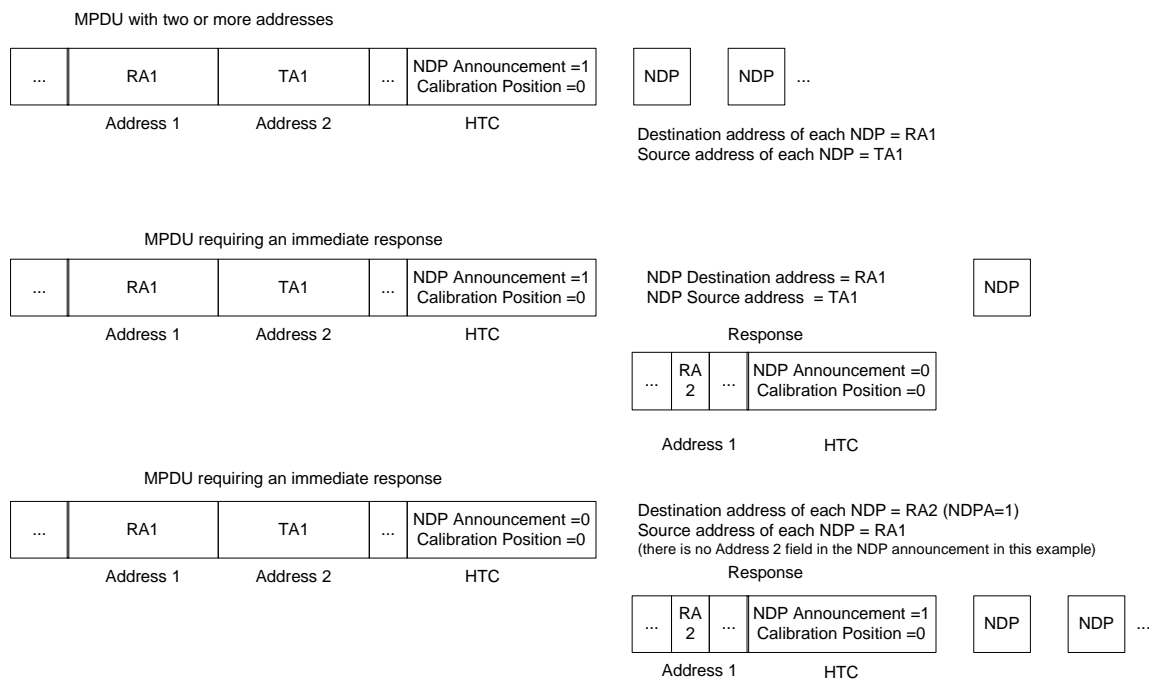 MPDU with two or more addresses
... RA1 TA1 ... NDP Announcement =1
Calibration Position =0
NDP NDP ...
Address 1 Address 2 HTC
Destination address of each NDP = RA1
Source address of each NDP = TA1
MPDU requiring an immediate response
... RA1 TA1 ... NDP Announcement =1
Calibration Position =0
NDP Destination address = RA1
NDP Source address = TA1
NDP
Address 1 Address 2 HTC
Response
... RA
2 ... NDP Announcement =0
Calibration Position =0
Address 1 HTC
MPDU requiring an immediate response
... RA1 TA1 ... NDP Announcement =0
Calibration Position =0
Address 1 Address 2 HTC
Destination address of each NDP = RA2 (NDPA=1)
Source address of each NDP = RA1
(there is no Address 2 field in the NDP announcement in this example)
Response
... RA
2 ... NDP Announcement =1
Calibration Position =0
NDP NDP ...
Address 1 HTC